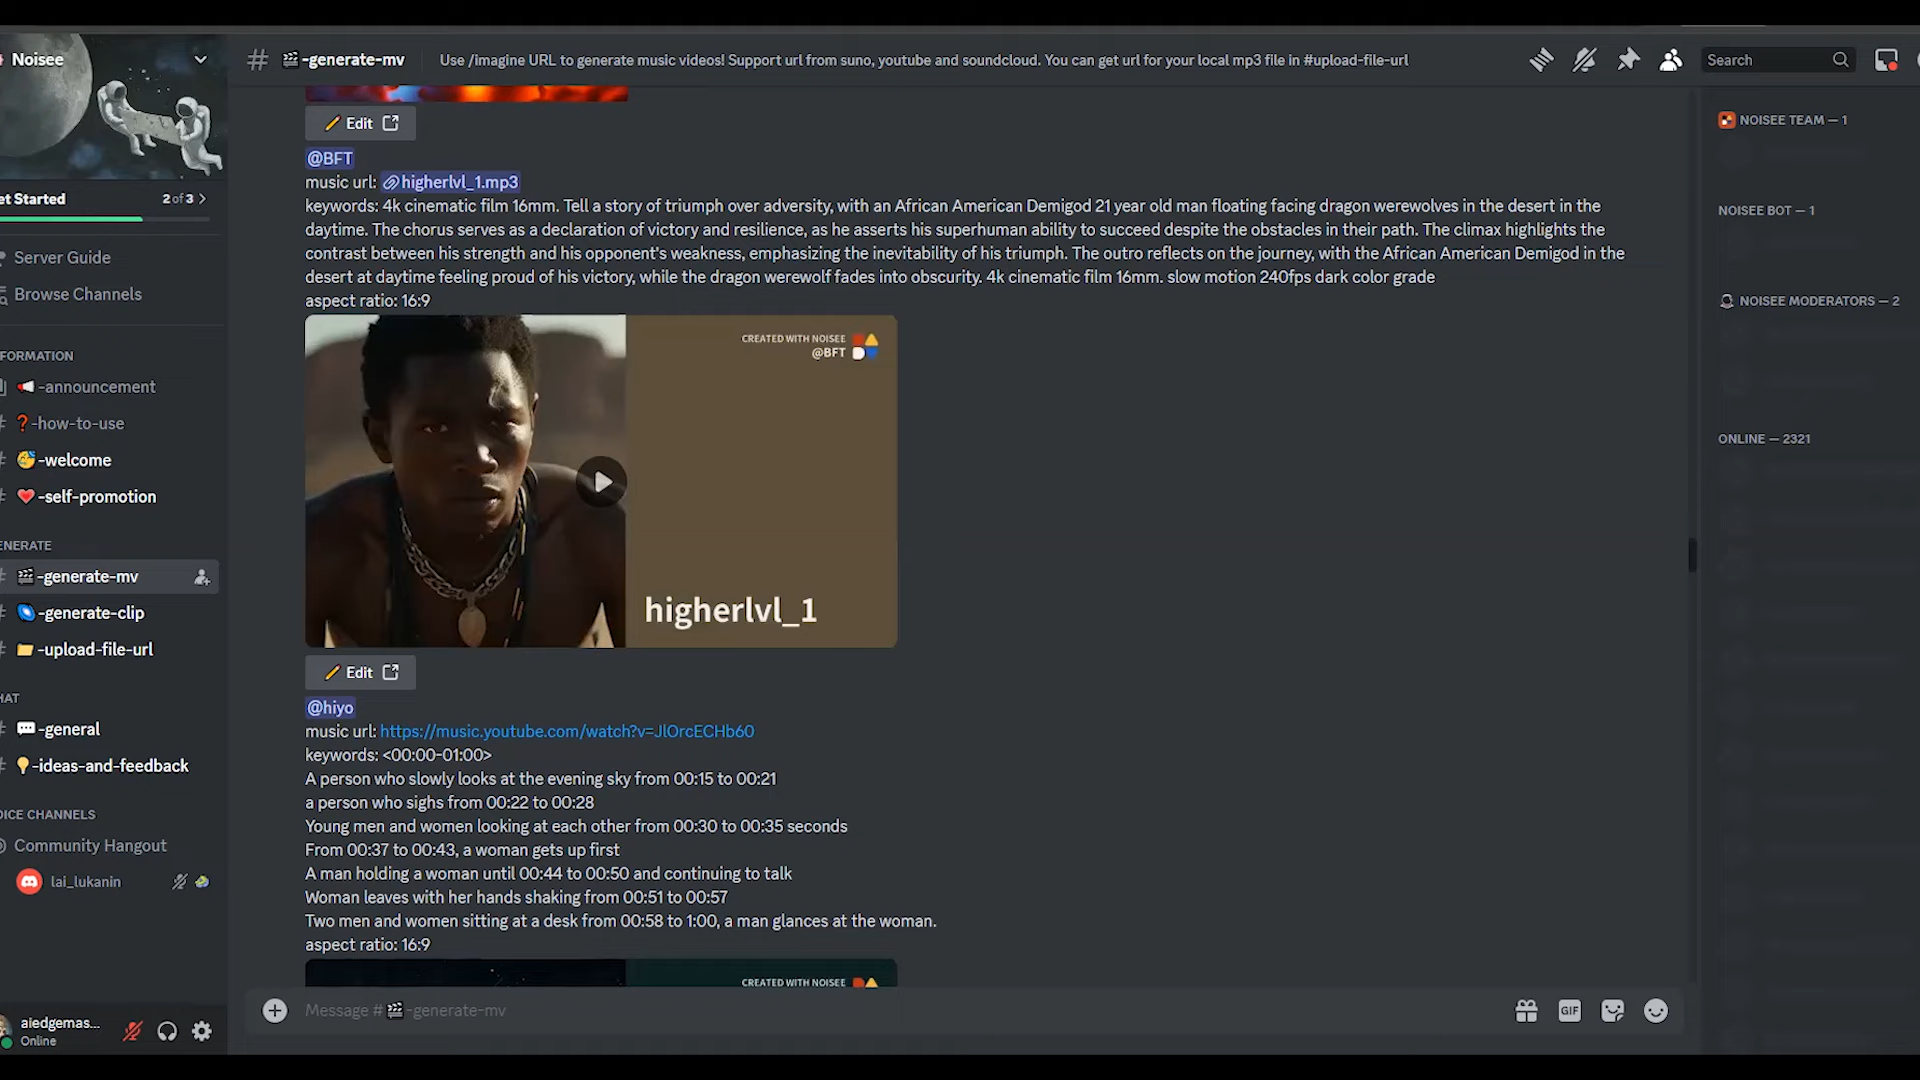 Noisee
et Started 2 of 3
Server Guide
Browse Channels
FORMATION
-announcement
-how-to-use
-welcome
-self-promotion
ENERATE
-generate-mv
-generate-clip
-upload-file-url
HAT
-general
-ideas-and-feedback
OICE CHANNELS
Community Hangout
lai_lukanin
aiedgemas...
Online
# -generate-mv
Use /imagine URL to generate music videos! Support url from suno, youtube and soundcloud. You can get url for your local mp3 file in #upload-file-url
Search
Edit
@BFT
music url: higherlvl_1.mp3
keywords: 4k cinematic film 16mm. Tell a story of triumph over adversity, with an African American Demigod 21 year old man floating facing dragon werewolves in the desert in the
daytime. The chorus serves as a declaration of victory and resilience, as he asserts his superhuman ability to succeed despite the obstacles in their path. The climax highlights the
contrast between his strength and his opponent's weakness, emphasizing the inevitability of his triumph. The outro reflects on the journey, with the African American Demigod in the
desert at daytime feeling proud of his victory, while the dragon werewolf fades into obscurity. 4k cinematic film 16mm. slow motion 240fps dark color grade
aspect ratio: 16:9
CREATED WITH NOISEE
@BFT
higherlvl_1
Edit
@hiyo
music url: https://music.youtube.com/watch?v=JlOrcECHb60
keywords: <00:00-01:00>
A person who slowly looks at the evening sky from 00:15 to 00:21
a person who sighs from 00:22 to 00:28
Young men and women looking at each other from 00:30 to 00:35 seconds
From 00:37 to 00:43, a woman gets up first
A man holding a woman until 00:44 to 00:50 and continuing to talk
Woman leaves with her hands shaking from 00:51 to 00:57
Two men and women sitting at a desk from 00:58 to 1:00, a man glances at the woman.
aspect ratio: 16:9
CREATED WITH NOISEE
Message # -generate-mv
GIF
NOISEE TEAM — 1
NOISEE BOT — 1
NOISEE MODERATORS — 2
ONLINE — 2321